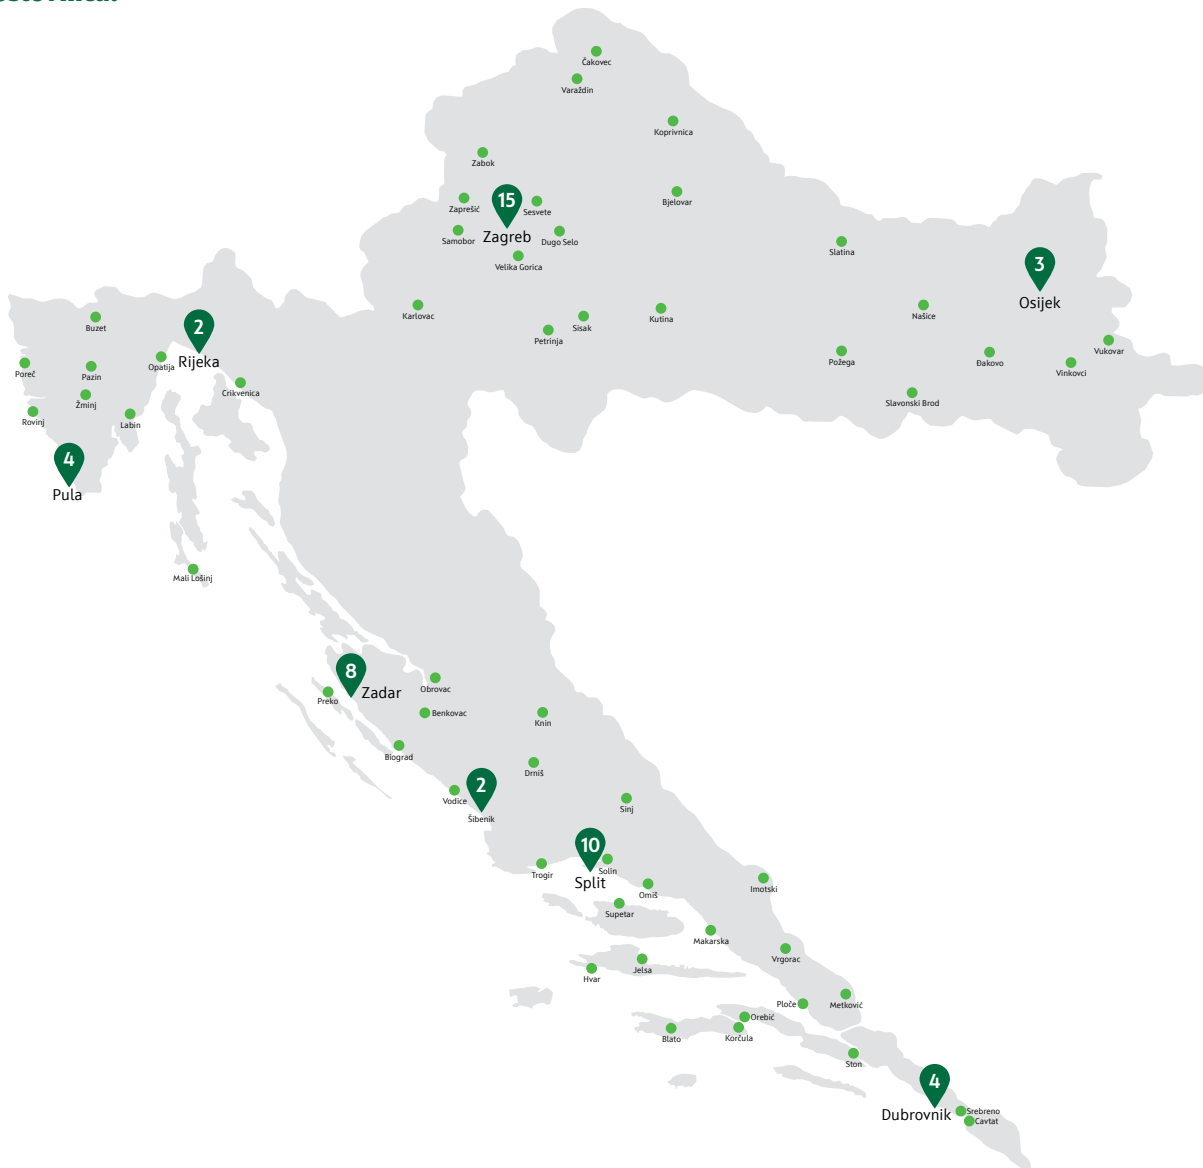 Čakovec
Varaždin
Koprivnica
Zabok
Bjelovar
15
Zaprešić
Sesvete
Zagreb
Samobor
Dugo Selo
Slatina
Velika Gorica
3
Osijek
Karlovac
Sisak
Kutina
Našice
Petrinja
Buzet
2
Rijeka
Opatija
Poreč
Pazin
Požega
Đakovo
Vukovar
Vinkovci
Crikvenica
Žminj
Slavonski Brod
Rovinj
Labin
4
Pula
Mali Lošinj
8
Zadar
Obrovac
Preko
Benkovac
Knin
Biograd
Drniš
2
Vodice
Šibenik
Sinj
10
Split
Solin
Trogir
Omiš
Imotski
Supetar
Makarska
Vrgorac
Jelsa
Hvar
Ploče
Metković
Orebić
Blato
Korčula
Ston
4
Dubrovnik
Srebreno
Cavtat